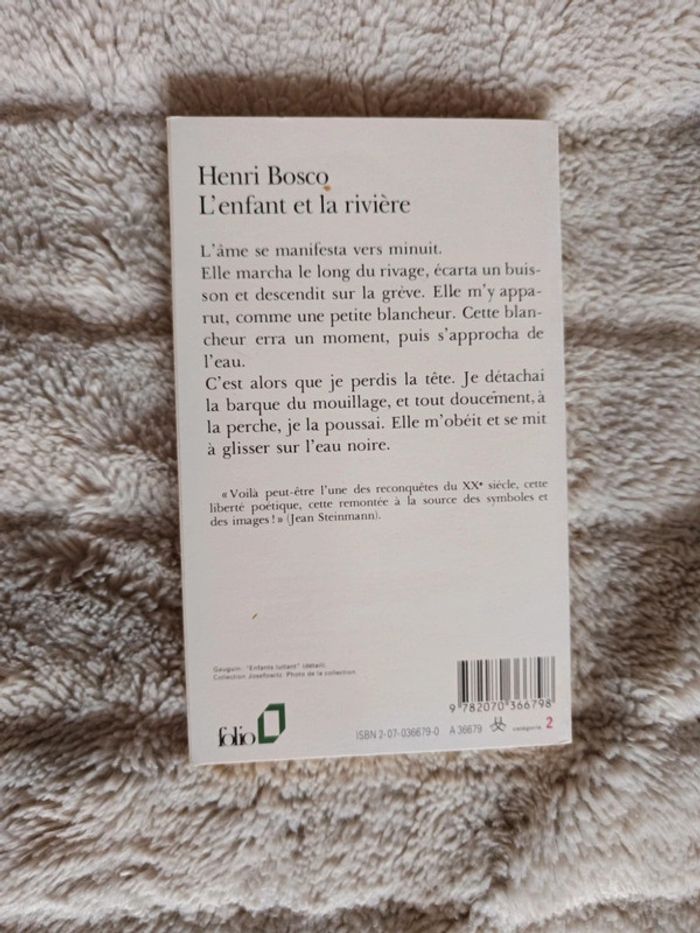 Henri Bosco
L'enfant et la rivière
L'âme se manifesta vers minuit.
Elle marcha le long du rivage, écarta un buis-
son et descendit sur la grève. Elle m'y appa-
rut, comme une petite blancheur. Cette blan-
cheur erra un moment, puis s'approcha de
l'eau.
C'est alors que je perdis la tête. Je détachai
la barque du mouillage, et tout doucement, à
la perche, je la poussai. Elle m'obéit et se mit
à glisser sur l'eau noire.
« Voilà peut-être l'une des reconquêtes du XXe siècle, cette
liberté poétique, cette remontée à la source des symboles et
des images ! » (Jean Steinmann).
Gauguin : "Enfants luttant" (détail).
Collection Josefowitz. Photo de la collection.
9 782070 366798
folio
ISBN 2-07-036679-0 A 36679 catégorie 2